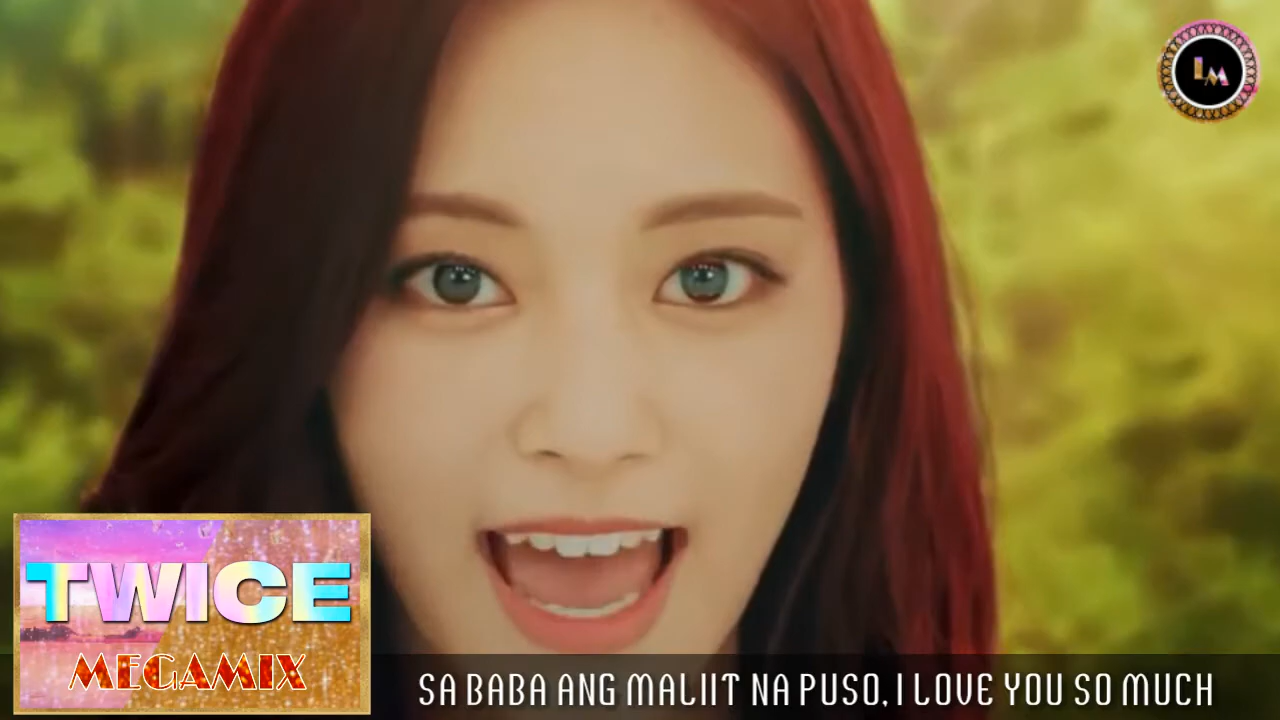 LM
TWICE
MEGAMIX
SA BABA ANG MALIIT NA PUSO, I LOVE YOU SO MUCH